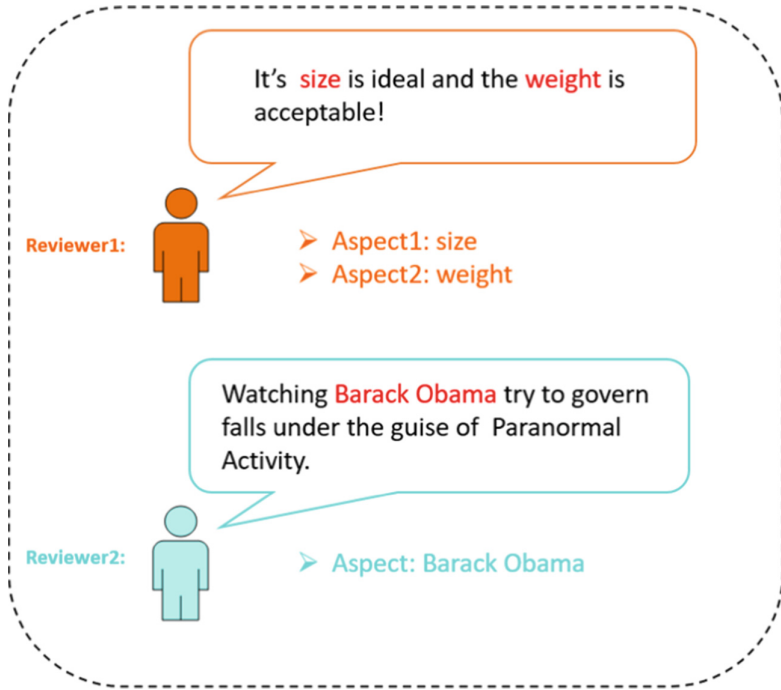 It's size is ideal and the weight is
acceptable!
Reviewer1:
Aspect1: size
Aspect2: weight
Watching Barack Obama try to govern
falls under the guise of Paranormal
Activity.
Reviewer2:
Aspect: Barack Obama